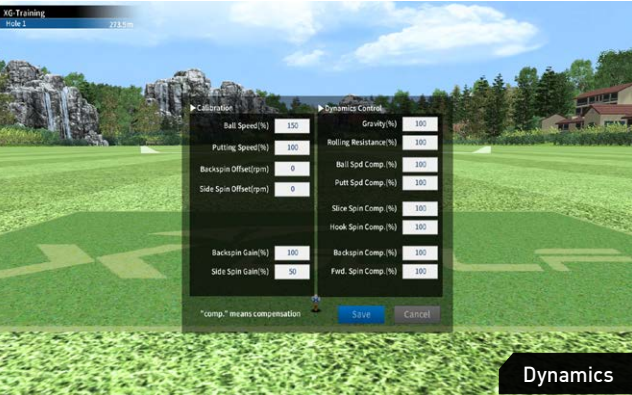 XG-Training
Hole 1 273.5m
Calibration
Ball Speed(%) 150
Putting Speed(%) 100
Backspin Offset(rpm) 0
Side Spin Offset(rpm) 0
Backspin Gain(%) 100
Side Spin Gain(%) 50
Dynamics Control
Gravity(%) 100
Rolling Resistance(%) 100
Ball Spd Comp.(%) 100
Putt Spd Comp.(%) 100
Slice Spin Comp.(%) 100
Hook Spin Comp.(%) 100
Backspin Comp.(%) 100
Fwd. Spin Comp.(%) 100
"comp." means compensation
Save Cancel
Dynamics